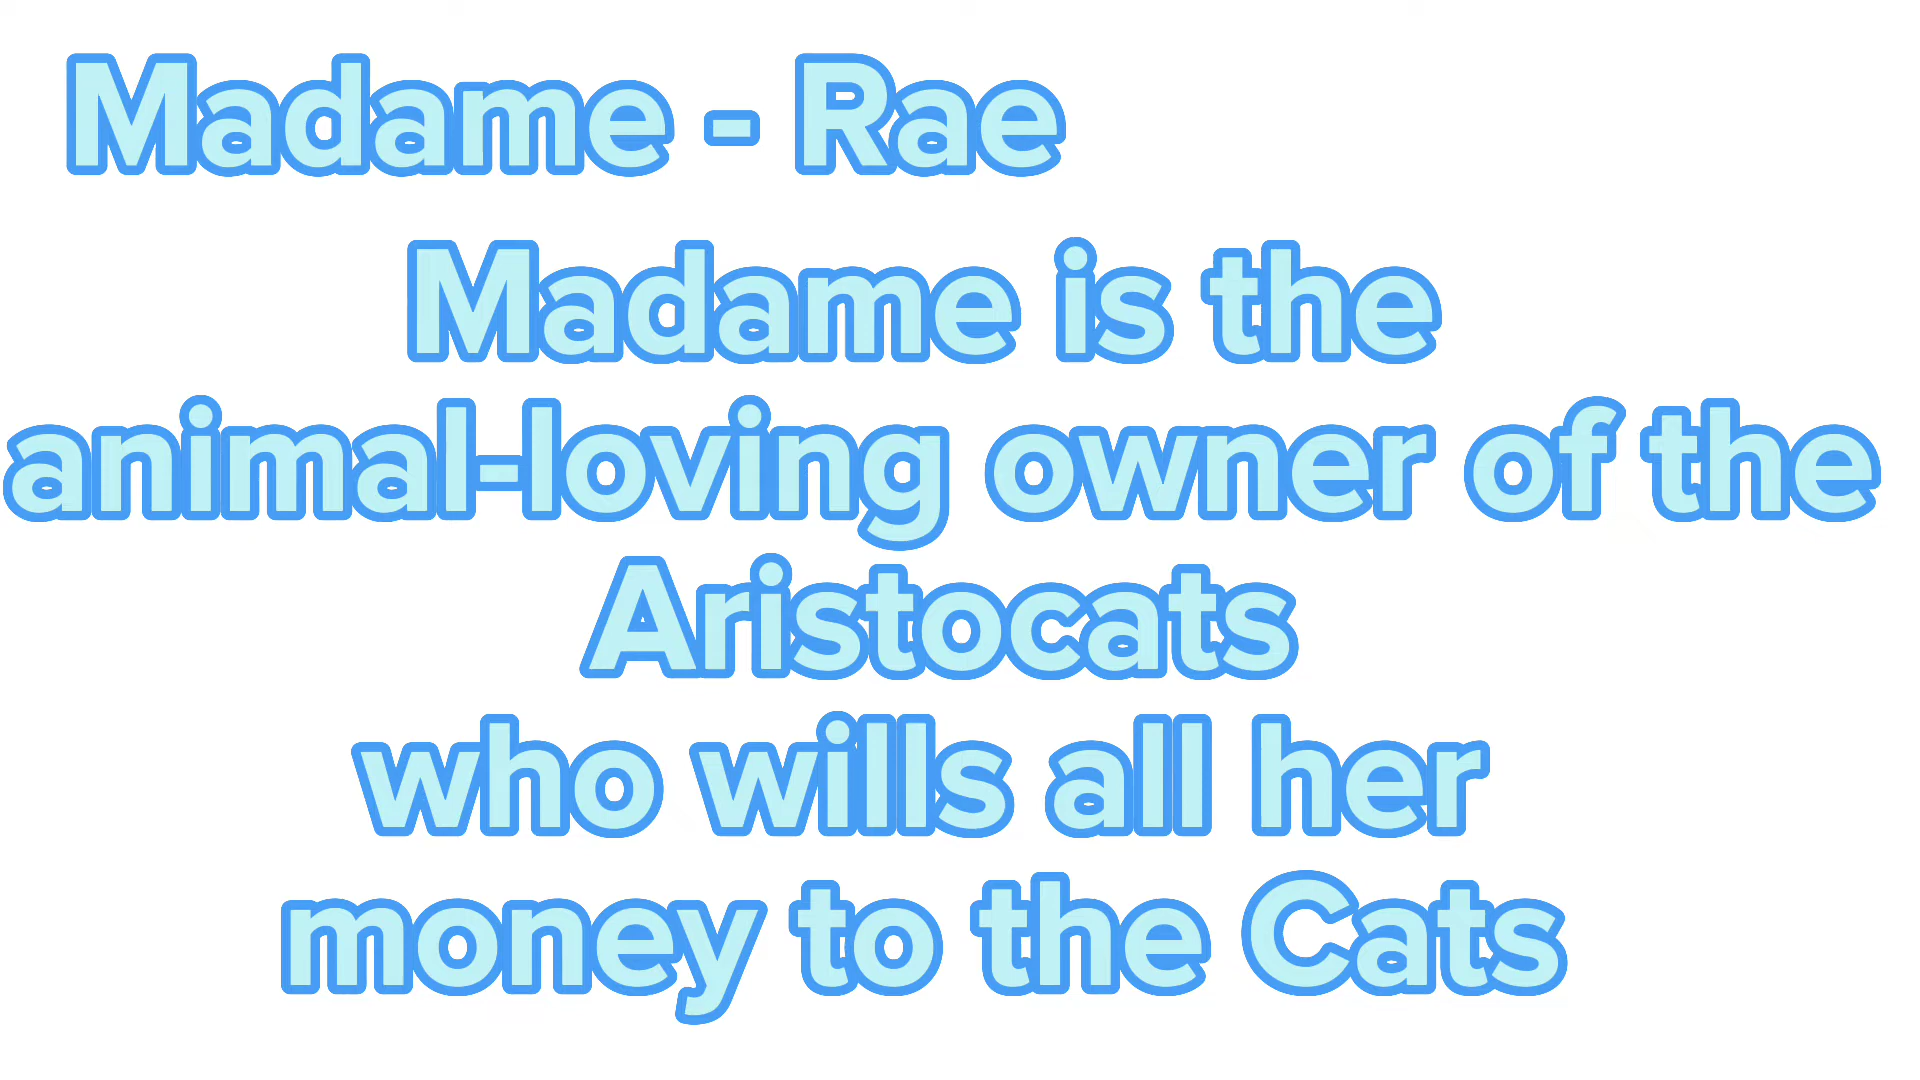 Madame - Rae
Madame is the
animal-loving owner of the
Aristocats
who wills all her
money to the Cats